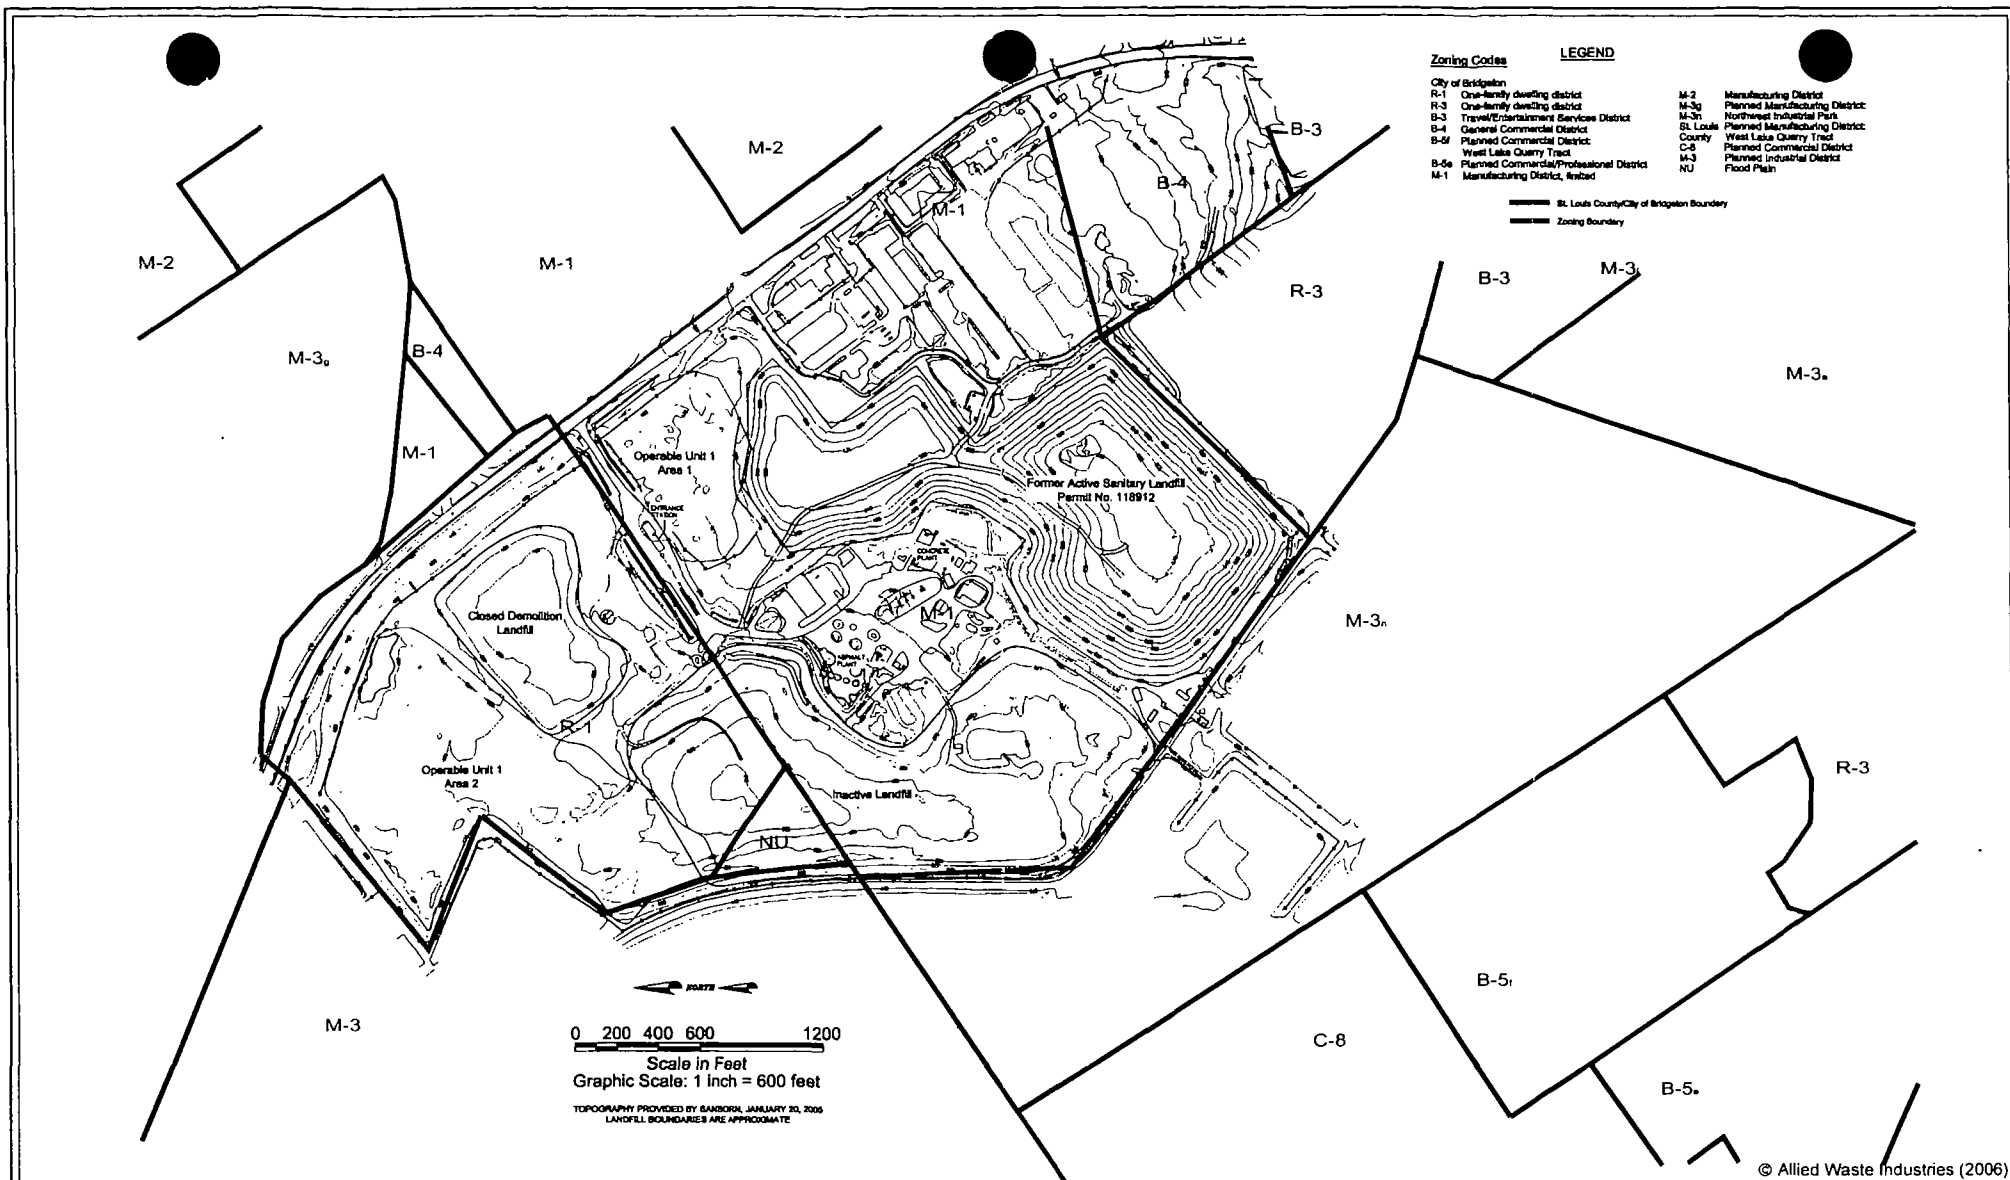 LEGEND
Zoning Codes
City of Bridgeton
R-1 One-family dwelling district
R-3 One-family dwelling district
B-3 Travel/Entertainment Services District
B-4 General Commercial District
B-5f Planned Commercial District:
West Lake Quarry Tract
B-5e Planned Commercial/Professional District
M-1 Manufacturing District, limited
M-2 Manufacturing District
M-3g Planned Manufacturing District:
M-3n Northwest Industrial Park
St. Louis Planned Manufacturing District:
County West Lake Quarry Tract
C-8 Planned Commercial District
M-3 Planned Industrial District
NU Flood Plain
St. Louis County/City of Bridgeton Boundary
Zoning Boundary
B-3
M-2
B-4
M-1
M-2
M-1
R-3
B-3
M-3
M-3g
B-4
M-3
M-1
Operable Unit 1
Area 1
Former Active Sanitary Landfill
Permit No. 118912
ENTRANCE
STATION
CONCRETE
PLANT
M-1
Closed Demolition
Landfill
M-3n
ASPHALT
PLANT
R-1
Operable Unit 1
Area 2
R-3
Inactive Landfill
NU
B-5f
NORTH
M-3
0 200 400 600 1200
C-8
Scale in Feet
Graphic Scale: 1 inch = 600 feet
B-5e
TOPOGRAPHY PROVIDED BY SANBORN, JANUARY 20, 2005
LANDFILL BOUNDARIES ARE APPROXIMATE
© Allied Waste Industries (2006)